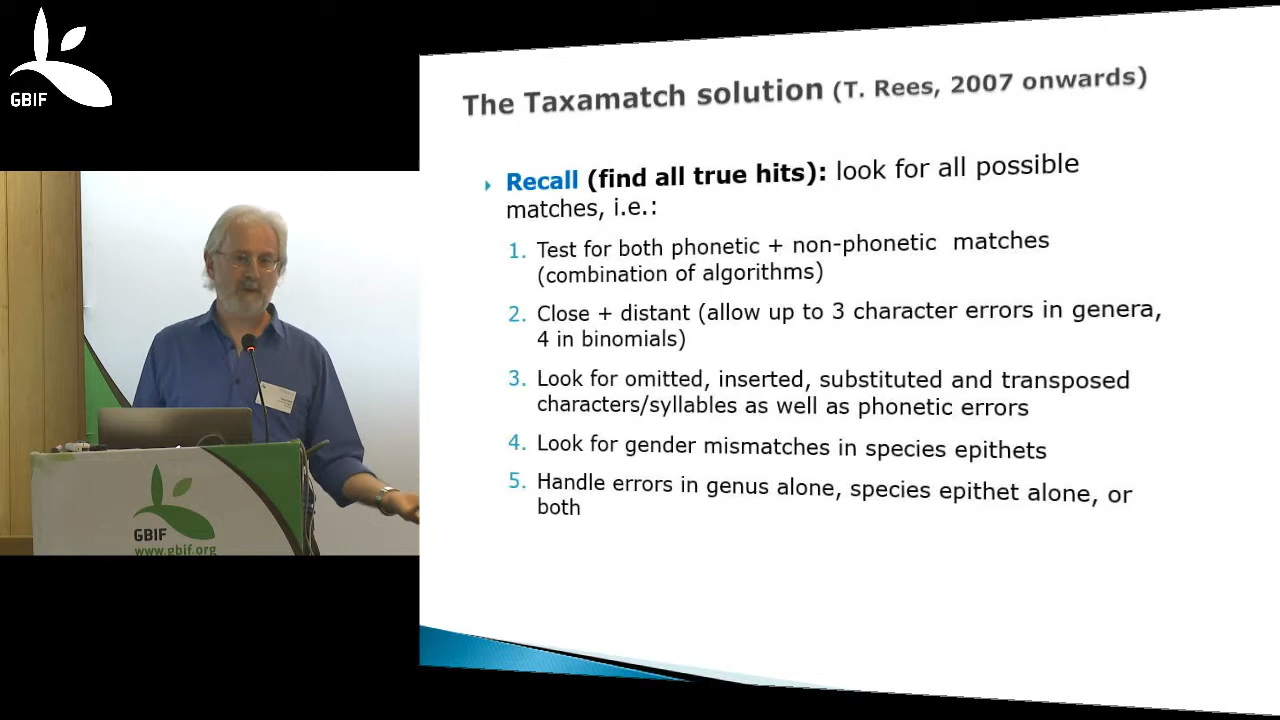 GBIF
The Taxamatch solution (T. Rees, 2007 onwards)
Recall (find all true hits): look for all possible
matches, i.e.:
1. Test for both phonetic + non-phonetic matches
(combination of algorithms)
2. Close + distant (allow up to 3 character errors in genera,
4 in binomials)
3. Look for omitted, inserted, substituted and transposed
characters/syllables as well as phonetic errors
4. Look for gender mismatches in species epithets
5. Handle errors in genus alone, species epithet alone, or
both
GBIF
www.gbif.org